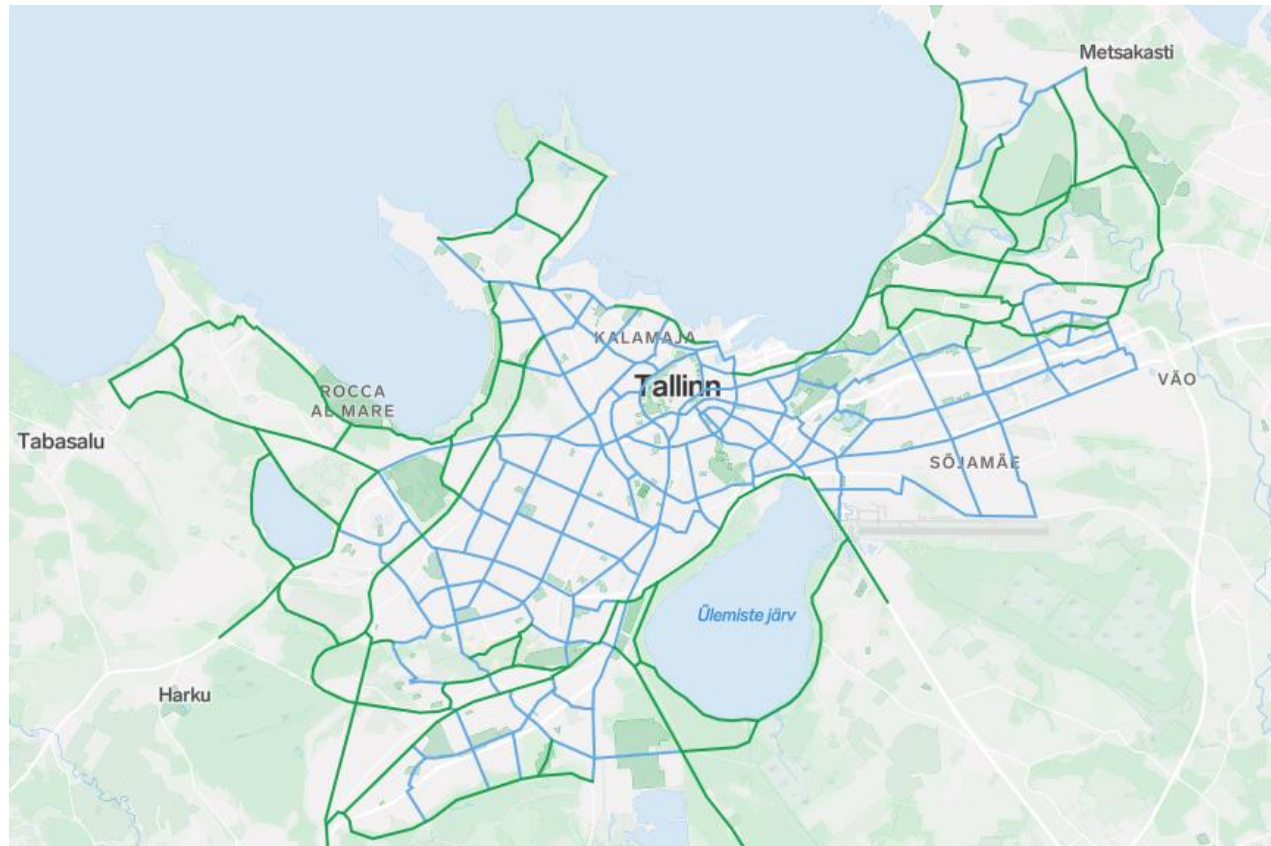 Metsakasti
KALAMAJA
Tallinn
VÄO
ROCCA
AL MARE
Tabasalu
SÕJAMÄE
Ülemiste järv
Harku